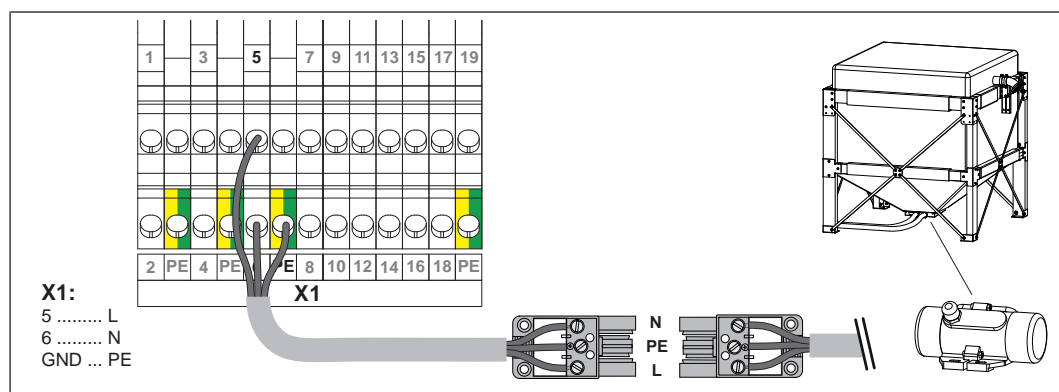 1 3 5 7 9 11 13 15 17 19
2 PE 4 PE PE 8 10 12 14 16 18 PE
X1
X1:
5 ......... L
6 ......... N
GND ... PE
N
PE
L